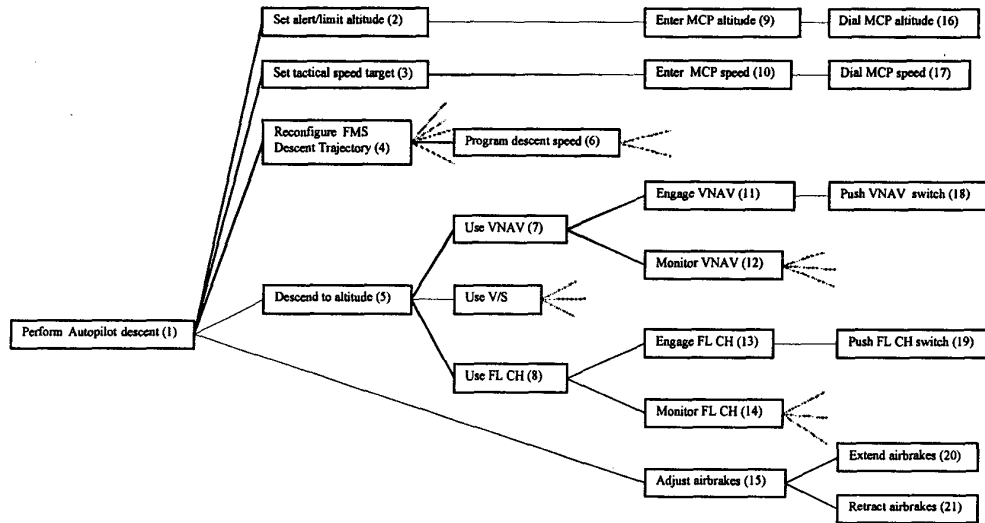 Set alert/limit altitude (2)
Enter MCP altitude (9)
Dial MCP altitude (16)
Set tactical speed target (3)
Enter MCP speed (10)
Dial MCP speed (17)
Reconfigure FMS
Descent Trajectory (4)
Program descent speed (6)
Engage VNAV (11)
Push VNAV switch (18)
Use VNAV (7)
Monitor VNAV (12)
Descend to altitude (5)
Use V/S
Perform Autopilot descent (1)
Engage FL CH (13)
Push FL CH switch (19)
Use FL CH (8)
Monitor FL CH (14)
Extend airbrakes (20)
Adjust airbrakes (15)
Retract airbrakes (21)